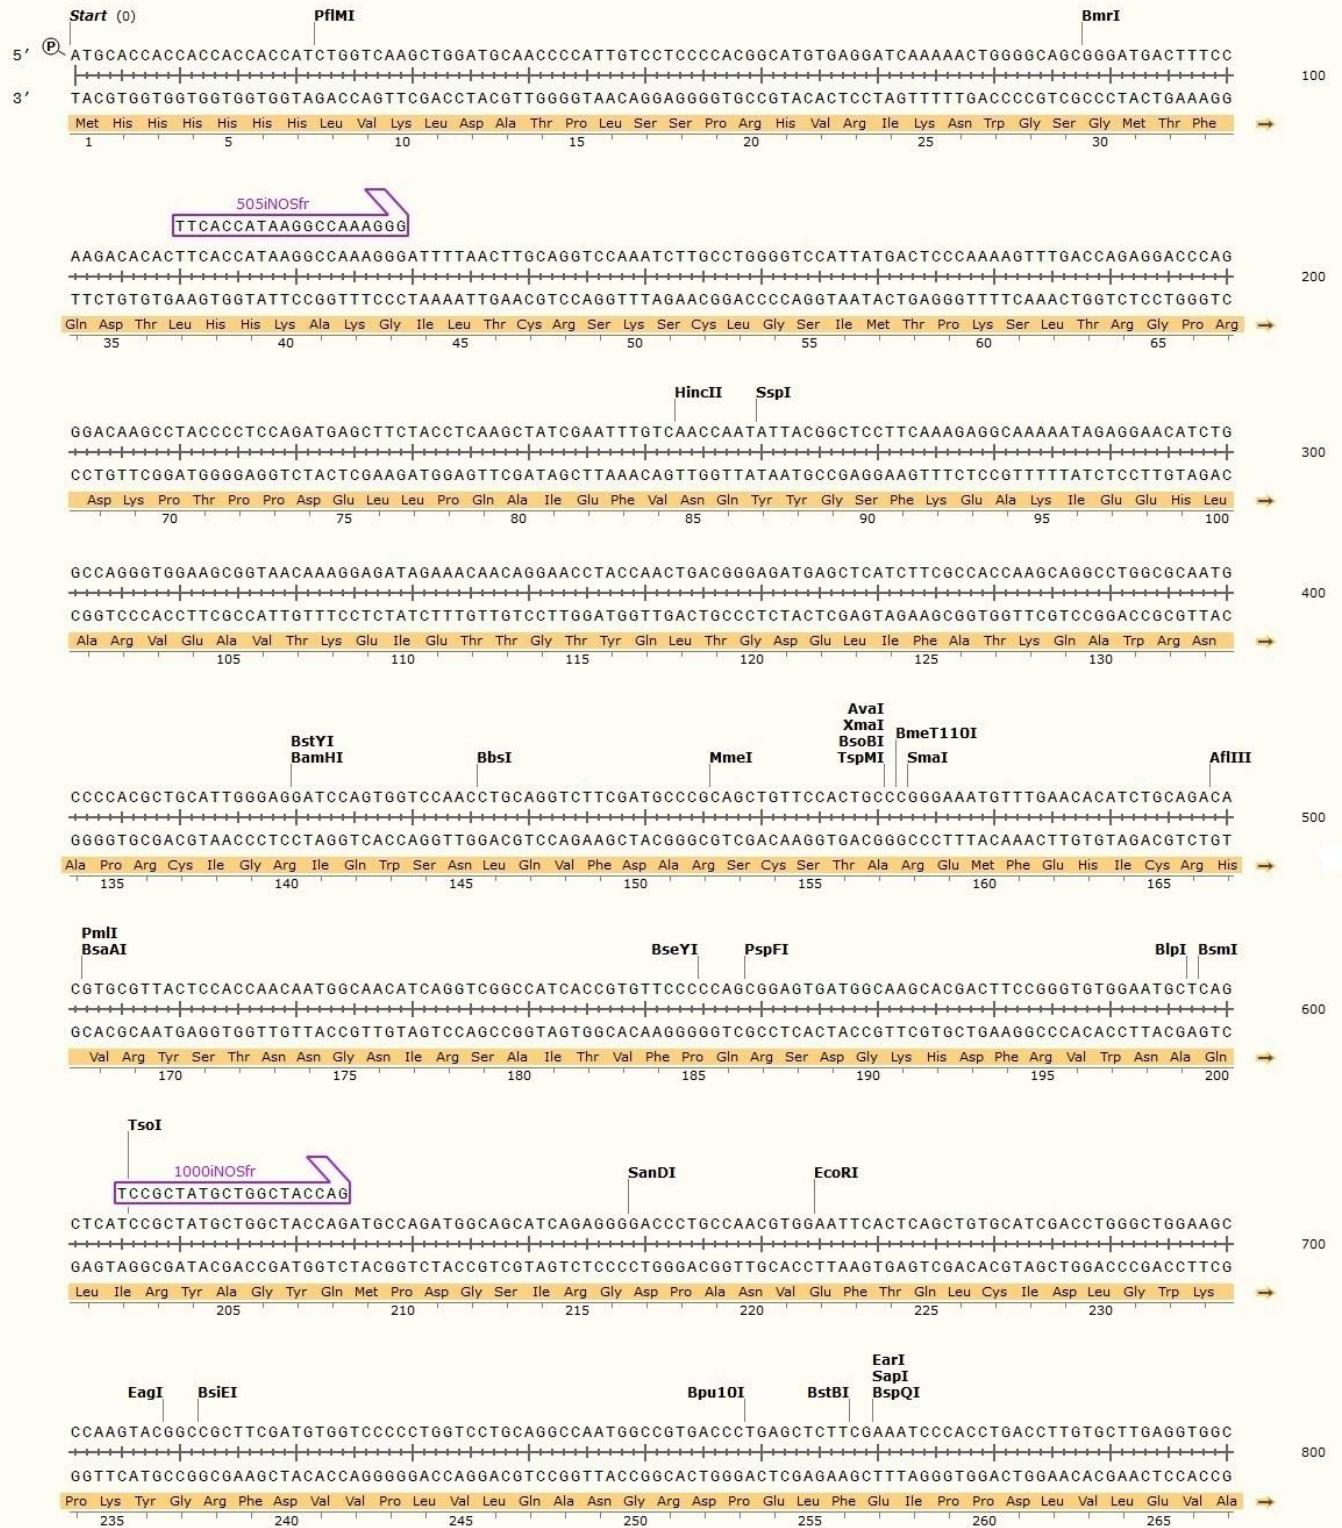 Start (0) PflMI BmrI
5′ P ATGCACCACCACCACCACCATCTGGTCAAGCTGGATGCAACCCCATTGTCCTCCCCACGGCATGTGAGGATCAAAAACTGGGGCAGCGGGATGACTTTCC
100
3′ TACGTGGTGGTGGTGGTGGTAGACCAGTTCGACCTACGTTGGGGTAACAGGAGGGGTGCCGTACACTCCTAGTTTTTGACCCCGTCGCCCTACTGAAAGG
Met His His His His His His Leu Val Lys Leu Asp Ala Thr Pro Leu Ser Ser Pro Arg His Val Arg Ile Lys Asn Trp Gly Ser Gly Met Thr Phe
1 5 10 15 20 25 30
505iNOSfr
TTCACCATAAGGCCAAAGGG
AAGACACACTTCACCATAAGGCCAAAGGGATTTTAACTTGCAGGTCCAAATCTTGCCTGGGGTCCATTATGACTCCCAAAAGTTTGACCAGAGGACCCAG
200
TTCTGTGTGAAGTGGTATTCCGGTTTCCCTAAAATTGAACGTCCAGGTTTAGAACGGACCCCAGGTAATACTGAGGGTTTTCAAACTGGTCTCCTGGGTC
Gln Asp Thr Leu His His Lys Ala Lys Gly Ile Leu Thr Cys Arg Ser Lys Ser Cys Leu Gly Ser Ile Met Thr Pro Lys Ser Leu Thr Arg Gly Pro Arg
35 40 45 50 55 60 65
HincII SspI
GGACAAGCCTACCCCTCCAGATGAGCTTCTACCTCAAGCTATCGAATTTGTCAACCAATATTACGGCTCCTTCAAAGAGGCAAAAATAGAGGAACATCTG
300
CCTGTTCGGATGGGGAGGTCTACTCGAAGATGGAGTTCGATAGCTTAAACAGTTGGTTATAATGCCGAGGAAGTTTCTCCGTTTTTATCTCCTTGTAGAC
Asp Lys Pro Thr Pro Pro Asp Glu Leu Leu Pro Gln Ala Ile Glu Phe Val Asn Gln Tyr Tyr Gly Ser Phe Lys Glu Ala Lys Ile Glu Glu His Leu
70 75 80 85 90 95 100
GCCAGGGTGGAAGCGGTAACAAAGGAGATAGAAACAACAGGAACCTACCAACTGACGGGAGATGAGCTCATCTTCGCCACCAAGCAGGCCTGGCGCAATG
400
CGGTCCCACCTTCGCCATTGTTTCCTCTATCTTTGTTGTCCTTGGATGGTTGACTGCCCTCTACTCGAGTAGAAGCGGTGGTTCGTCCGGACCGCGTTAC
Ala Arg Val Glu Ala Val Thr Lys Glu Ile Glu Thr Thr Gly Thr Tyr Gln Leu Thr Gly Asp Glu Leu Ile Phe Ala Thr Lys Gln Ala Trp Arg Asn
105 110 115 120 125 130
AvaI
XmaI
BstYI BsoBI BmeT110I
BamHI BbsI MmeI TspMI SmaI AflIII
CCCCACGCTGCATTGGGAGGATCCAGTGGTCCAACCTGCAGGTCTTCGATGCCCGCAGCTGTTCCACTGCCCGGGAAATGTTTGAACACATCTGCAGACA
500
GGGGTGCGACGTAACCCTCCTAGGTCACCAGGTTGGACGTCCAGAAGCTACGGGCGTCGACAAGGTGACGGGCCCTTTACAAACTTGTGTAGACGTCTGT
Ala Pro Arg Cys Ile Gly Arg Ile Gln Trp Ser Asn Leu Gln Val Phe Asp Ala Arg Ser Cys Ser Thr Ala Arg Glu Met Phe Glu His Ile Cys Arg His
135 140 145 150 155 160 165
PmlI
BsaAI BseYI PspFI BlpI BsmI
CGTGCGTTACTCCACCAACAATGGCAACATCAGGTCGGCCATCACCGTGTTCCCCCAGCGGAGTGATGGCAAGCACGACTTCCGGGTGTGGAATGCTCAG
600
GCACGCAATGAGGTGGTTGTTACCGTTGTAGTCCAGCCGGTAGTGGCACAAGGGGGTCGCCTCACTACCGTTCGTGCTGAAGGCCCACACCTTACGAGTC
Val Arg Tyr Ser Thr Asn Asn Gly Asn Ile Arg Ser Ala Ile Thr Val Phe Pro Gln Arg Ser Asp Gly Lys His Asp Phe Arg Val Trp Asn Ala Gln
170 175 180 185 190 195 200
TsoI
1000iNOSfr SanDI EcoRI
TCCGCTATGCTGGCTACCAG
CTCATCCGCTATGCTGGCTACCAGATGCCAGATGGCAGCATCAGAGGGGACCCTGCCAACGTGGAATTCACTCAGCTGTGCATCGACCTGGGCTGGAAGC
700
GAGTAGGCGATACGACCGATGGTCTACGGTCTACCGTCGTAGTCTCCCCTGGGACGGTTGCACCTTAAGTGAGTCGACACGTAGCTGGACCCGACCTTCG
Leu Ile Arg Tyr Ala Gly Tyr Gln Met Pro Asp Gly Ser Ile Arg Gly Asp Pro Ala Asn Val Glu Phe Thr Gln Leu Cys Ile Asp Leu Gly Trp Lys
205 210 215 220 225 230
EarI
SapI
EagI BsiEI Bpu10I BstBI BspQI
CCAAGTACGGCCGCTTCGATGTGGTCCCCCTGGTCCTGCAGGCCAATGGCCGTGACCCTGAGCTCTTCGAAATCCCACCTGACCTTGTGCTTGAGGTGGC
800
GGTTCATGCCGGCGAAGCTACACCAGGGGGACCAGGACGTCCGGTTACCGGCACTGGGACTCGAGAAGCTTTAGGGTGGACTGGAACACGAACTCCACCG
Pro Lys Tyr Gly Arg Phe Asp Val Val Pro Leu Val Leu Gln Ala Asn Gly Arg Asp Pro Glu Leu Phe Glu Ile Pro Pro Asp Leu Val Leu Glu Val Ala
235 240 245 250 255 260 265